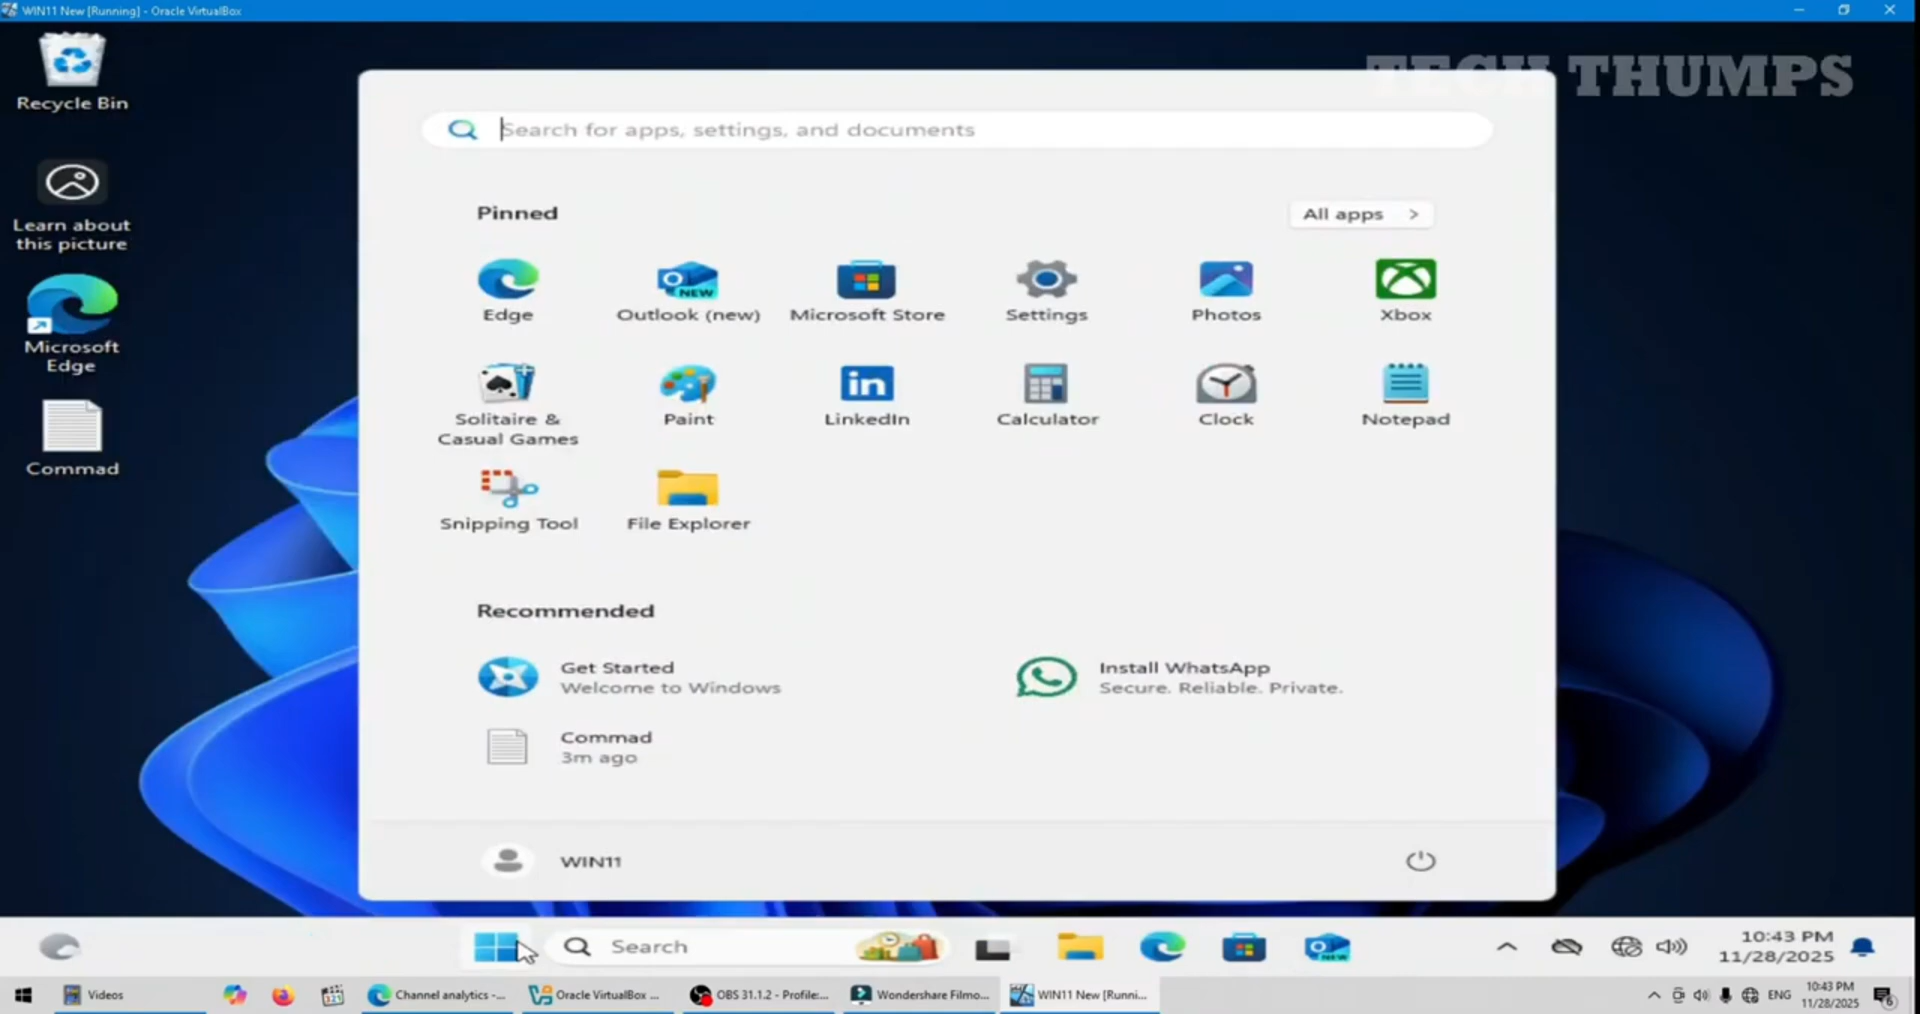 WIN11 New [Running] - Oracle VirtualBox
TECH THUMPS
Recycle Bin
Learn about
this picture
Microsoft
Edge
Commad
Search for apps, settings, and documents
Pinned
All apps >
Edge
Outlook (new)
Microsoft Store
Settings
Photos
Xbox
Solitaire &
Casual Games
Paint
LinkedIn
Calculator
Clock
Notepad
Snipping Tool
File Explorer
Recommended
Get Started
Welcome to Windows
Install WhatsApp
Secure. Reliable. Private.
Commad
3m ago
WIN11
Search
10:43 PM
11/28/2025
Videos
Channel analytics -...
Oracle VirtualBox ...
OBS 31.1.2 - Profile:...
Wondershare Filmo...
WIN11 New [Runni...
ENG
10:43 PM
11/28/2025